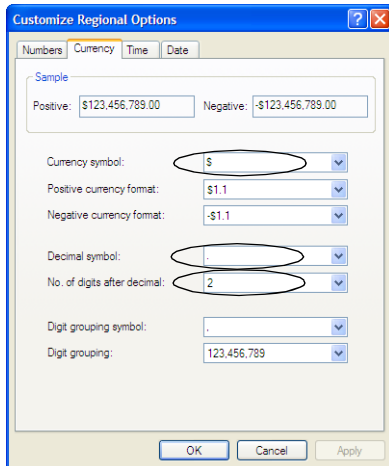 Customize Regional Options
Numbers Currency Time Date
Sample
Positive: $123,456,789.00 Negative: -$123,456,789.00
Currency symbol: $
Positive currency format: $1.1
Negative currency format: -$1.1
Decimal symbol: .
No. of digits after decimal: 2
Digit grouping symbol: ,
Digit grouping: 123,456,789
OK Cancel Apply